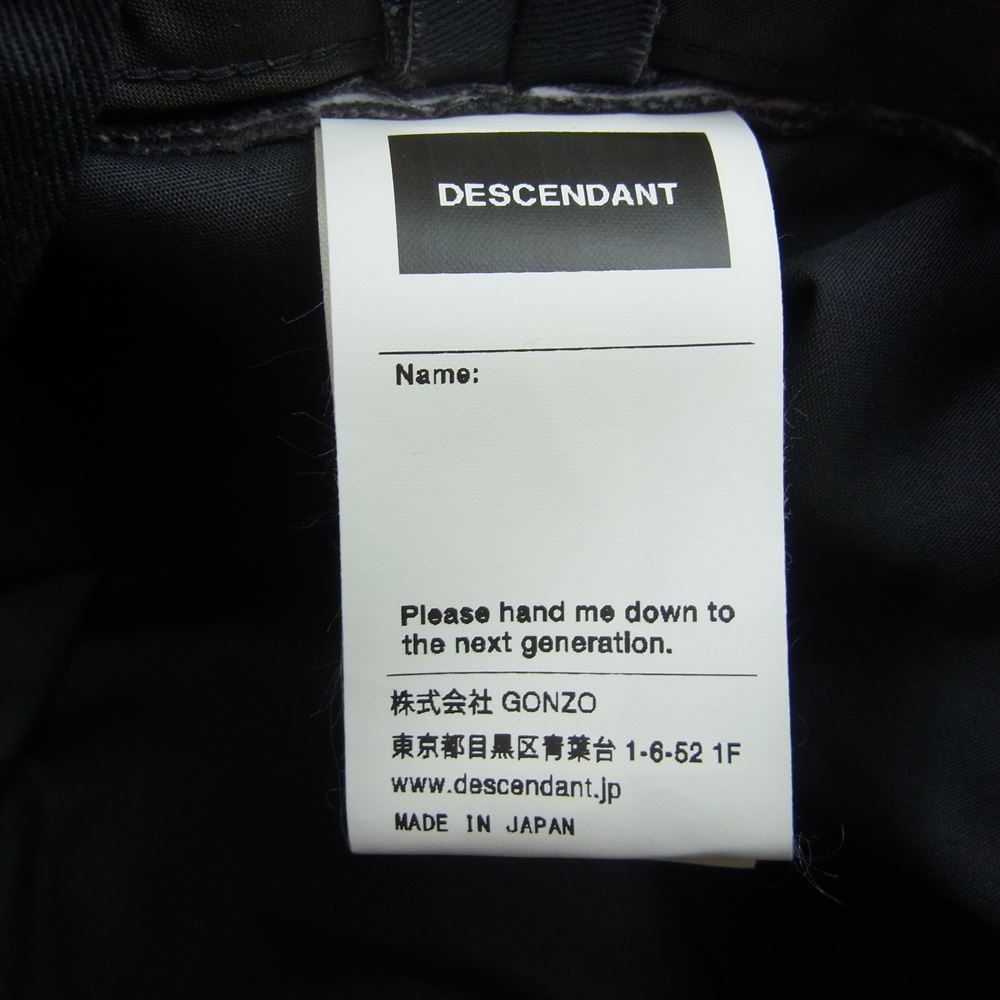 DESCENDANT
Name:
Please hand me down to
the next generation.
株式会社 GONZO
東京都目黒区青葉台 1-6-52 1F
www.descendant.jp
MADE IN JAPAN